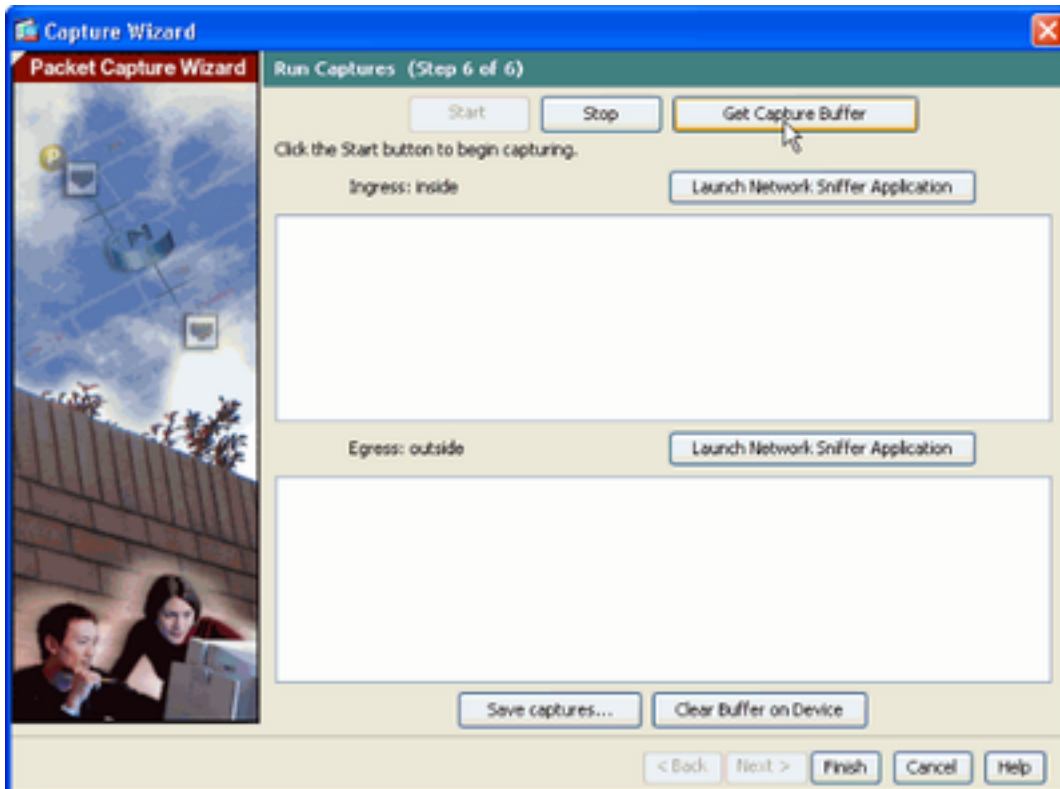 Capture Wizard
Packet Capture Wizard
Run Captures (Step 6 of 6)
Start Stop Get Capture Buffer
Click the Start button to begin capturing.
Ingress: inside Launch Network Sniffer Application
Egress: outside Launch Network Sniffer Application
Save captures... Clear Buffer on Device
< Back Next > Finish Cancel Help
P